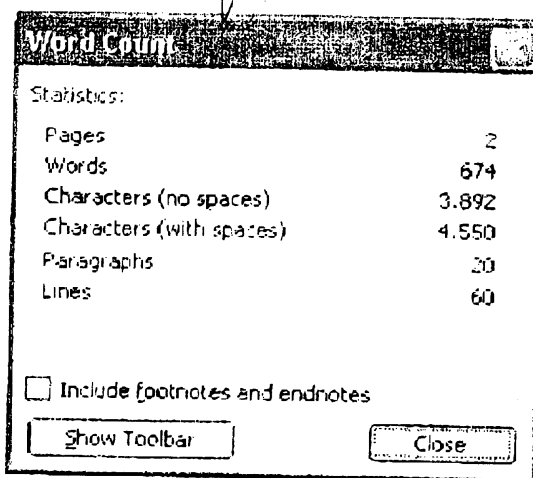 Word Count
Statistics:
Pages 2
Words 674
Characters (no spaces) 3.892
Characters (with spaces) 4.550
Paragraphs 20
Lines 60
Include footnotes and endnotes
Show Toolbar
Close